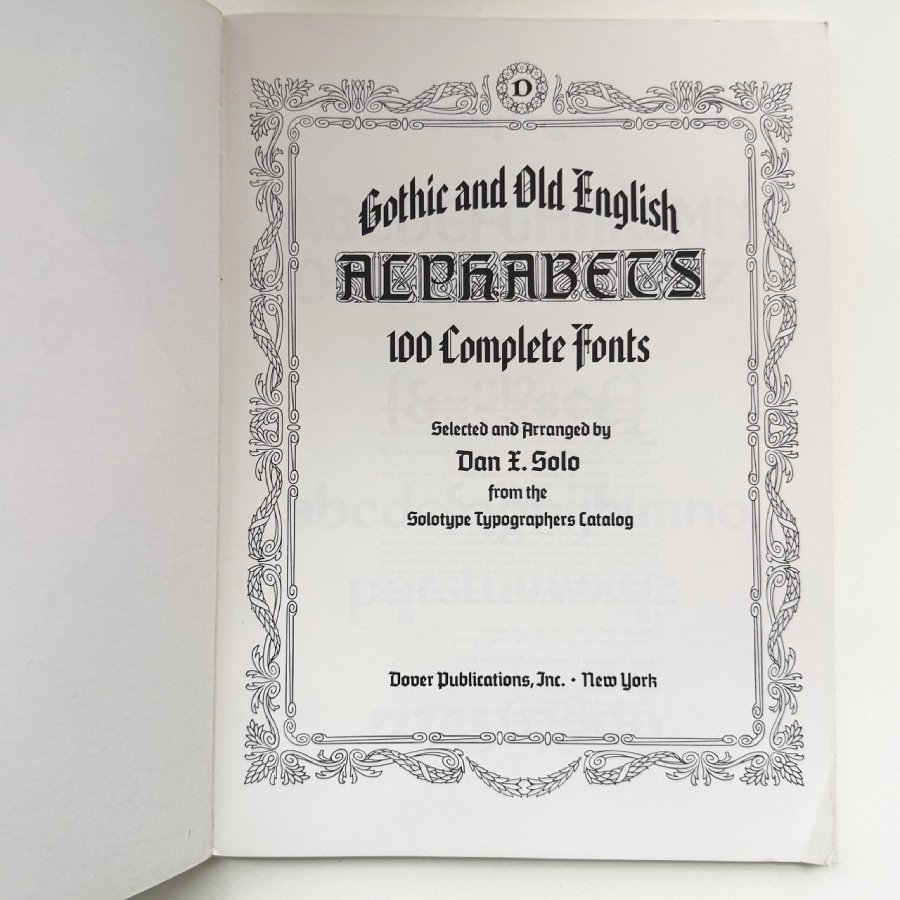 D
Gothic and Old English
ALPHABETS
100 Complete Fonts
Selected and Arranged by
Dan X. Solo
from the
Solotype Typographers Catalog
Dover Publications, Inc. • New York